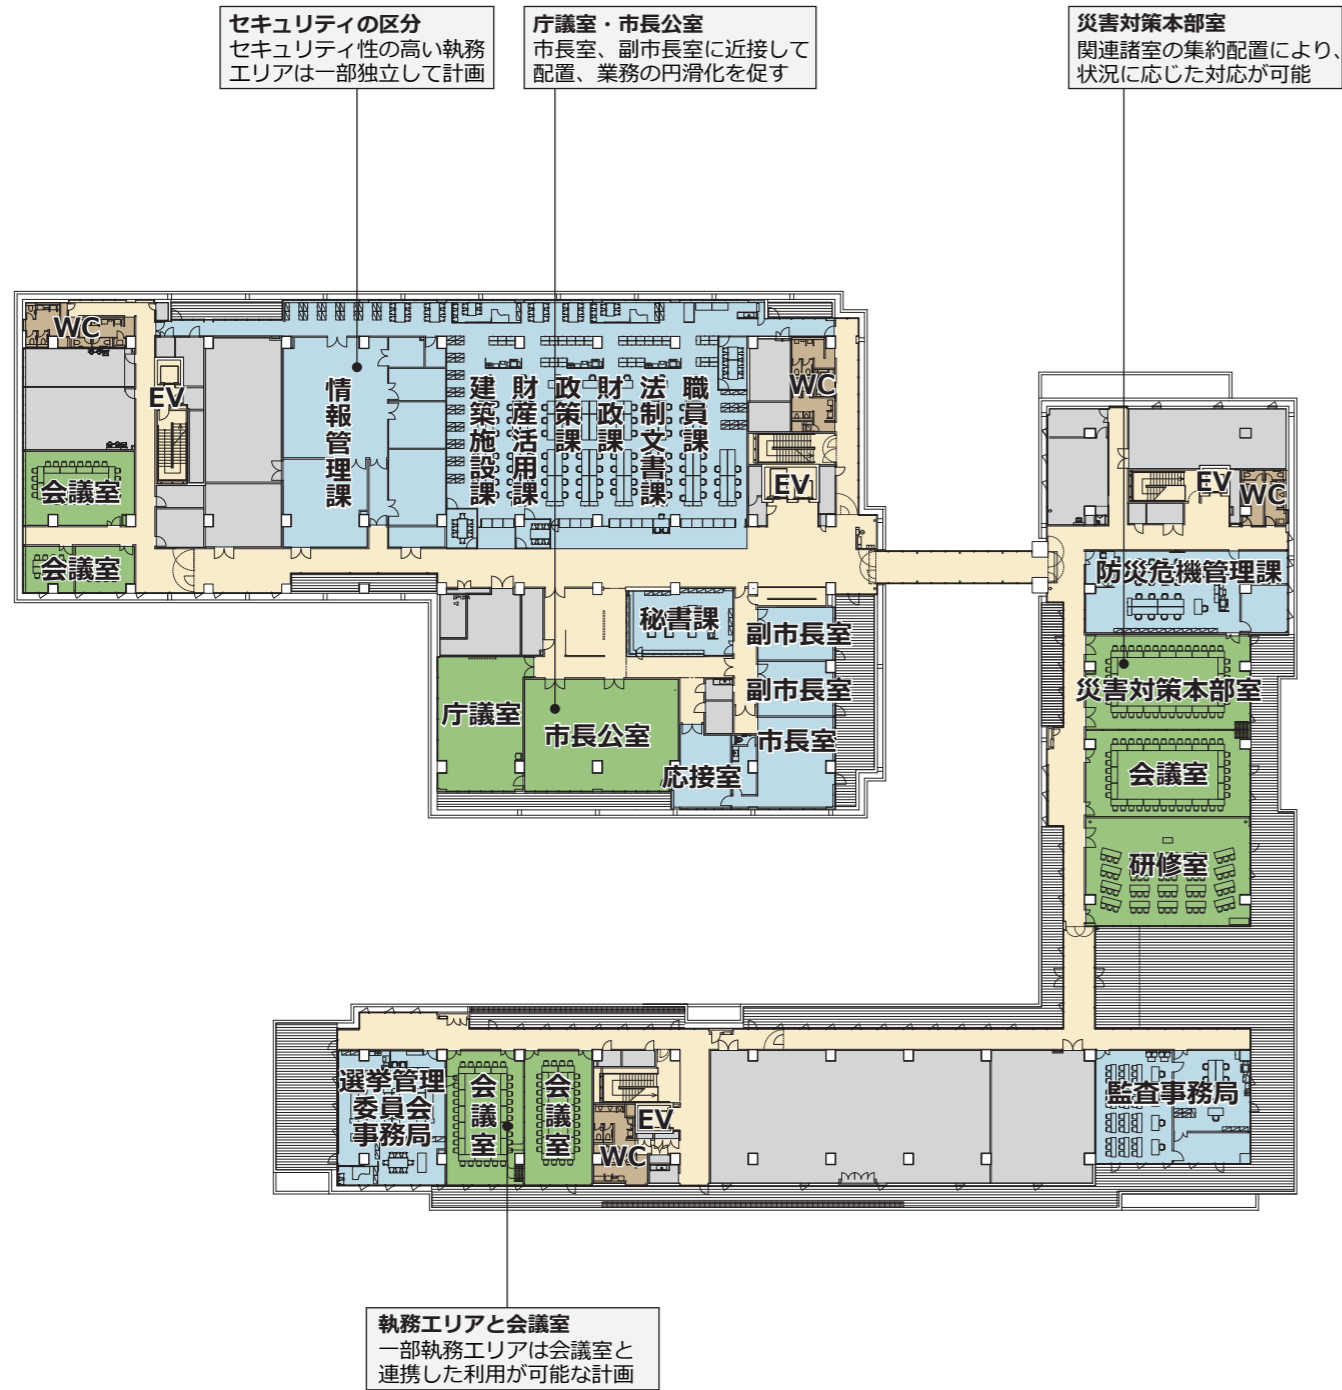 セキュリティの区分
セキュリティ性の高い執務
エリアは一部独立して計画
庁議室・市長公室
市長室、副市長室に近接して
配置、業務の円滑化を促す
災害対策本部室
関連諸室の集約配置により、
状況に応じた対応が可能
WC
EV
会議室
会議室
情報管理課
建築施設課
財産活用課
政策課
財政課
法制文書課
職員課
WC
EV
秘書課
副市長室
副市長室
市長室
庁議室
市長公室
応接室
EV
WC
防災危機管理課
災害対策本部室
会議室
研修室
選挙管理
委員会
事務局
会議室
会議室
EV
WC
監査事務局
執務エリアと会議室
一部執務エリアは会議室と
連携した利用が可能な計画